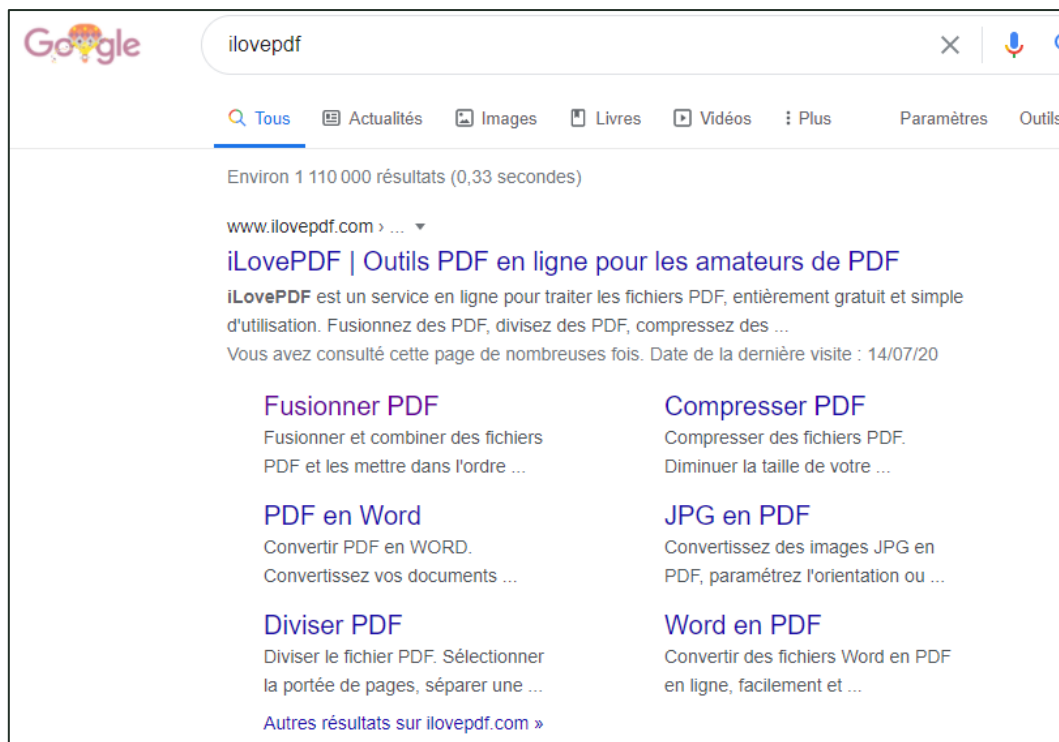 Google
ilovepdf
Tous Actualités Images Livres Vidéos Plus Paramètres Outils
Environ 1 110 000 résultats (0,33 secondes)
www.ilovepdf.com › ...
iLovePDF | Outils PDF en ligne pour les amateurs de PDF
iLovePDF est un service en ligne pour traiter les fichiers PDF, entièrement gratuit et simple
d'utilisation. Fusionnez des PDF, divisez des PDF, compressez des ...
Vous avez consulté cette page de nombreuses fois. Date de la dernière visite : 14/07/20
Fusionner PDF
Fusionner et combiner des fichiers
PDF et les mettre dans l'ordre ...
Compresser PDF
Compresser des fichiers PDF.
Diminuer la taille de votre ...
PDF en Word
Convertir PDF en WORD.
Convertissez vos documents ...
JPG en PDF
Convertissez des images JPG en
PDF, paramétrez l'orientation ou ...
Diviser PDF
Diviser le fichier PDF. Sélectionner
la portée de pages, séparer une ...
Word en PDF
Convertir des fichiers Word en PDF
en ligne, facilement et ...
Autres résultats sur ilovepdf.com »